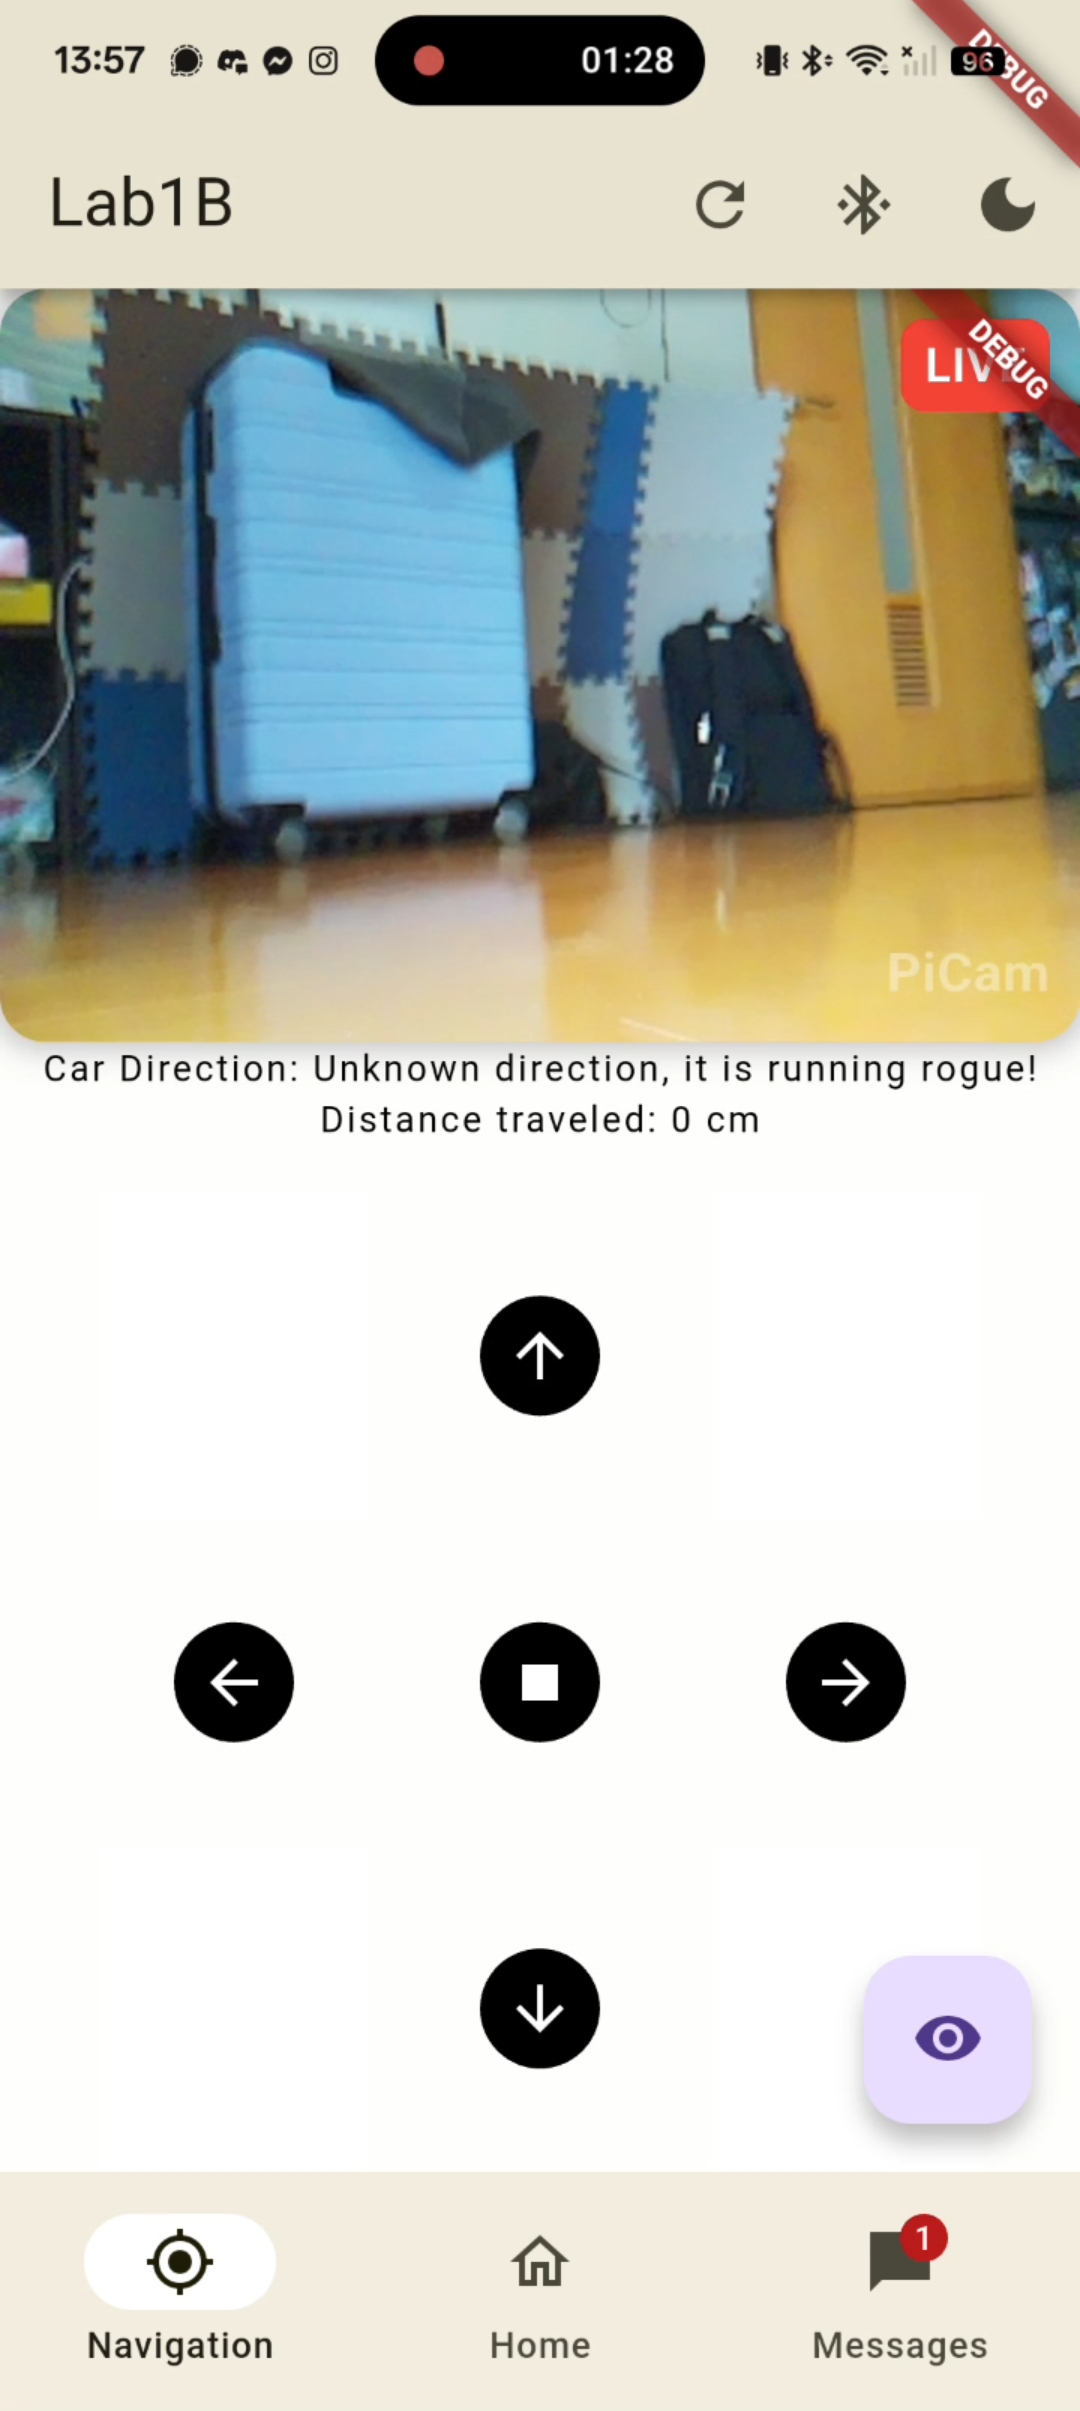 13:57
01:28
96
DEBUG
Lab1B
LIV
DEBUG
PiCam
Car Direction: Unknown direction, it is running rogue!
Distance traveled: 0 cm
1
Navigation
Home
Messages